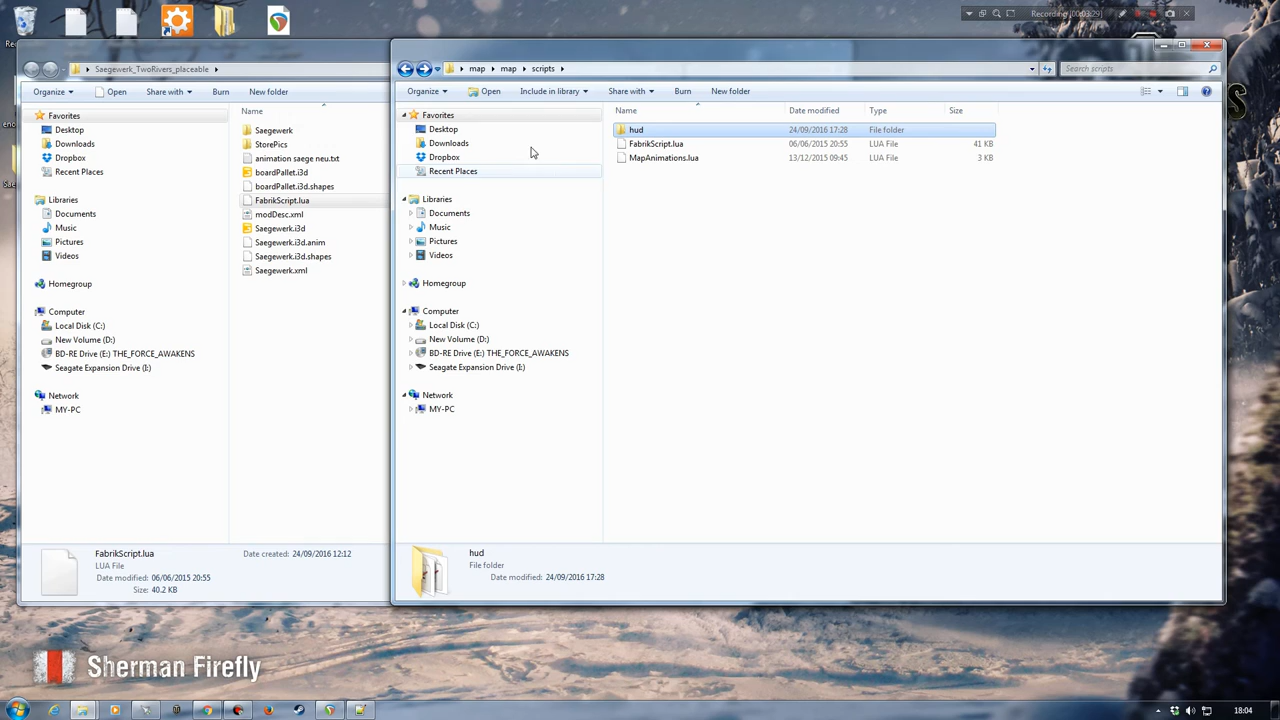 Recording [00:03:29]
Saegewerk_TwoRivers_placeable
Organize
Open
Share with
Burn
New folder
Favorites
Desktop
Downloads
Dropbox
Recent Places
Libraries
Documents
Music
Pictures
Videos
Homegroup
Computer
Local Disk (C:)
New Volume (D:)
BD-RE Drive (E:) THE_FORCE_AWAKENS
Seagate Expansion Drive (I:)
Network
MY-PC
Name
Saegewerk
StorePics
animation saege neu.txt
boardPallet.i3d
boardPallet.i3d.shapes
FabrikScript.lua
modDesc.xml
Saegewerk.i3d
Saegewerk.i3d.anim
Saegewerk.i3d.shapes
Saegewerk.xml
FabrikScript.lua
Date created: 24/09/2016 12:12
LUA File
Date modified: 06/06/2015 20:55
Size: 40.2 KB
map map scripts
Search scripts
Organize
Open
Include in library
Share with
Burn
New folder
Favorites
Desktop
Downloads
Dropbox
Recent Places
Libraries
Documents
Music
Pictures
Videos
Homegroup
Computer
Local Disk (C:)
New Volume (D:)
BD-RE Drive (E:) THE_FORCE_AWAKENS
Seagate Expansion Drive (I:)
Network
MY-PC
Name Date modified Type Size
hud 24/09/2016 17:28 File folder
FabrikScript.lua 06/06/2015 20:55 LUA File 41 KB
MapAnimations.lua 13/12/2015 09:45 LUA File 3 KB
hud
File folder
Date modified: 24/09/2016 17:28
Sherman Firefly
18:04